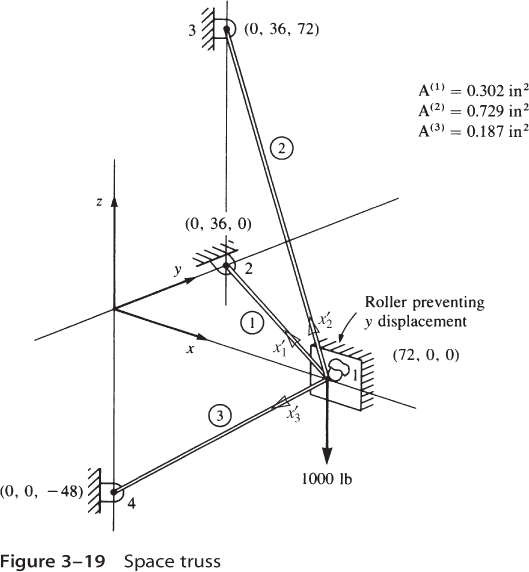 3
(0, 36, 72)
A⁽¹⁾ = 0.302 in²
A⁽²⁾ = 0.729 in²
A⁽³⁾ = 0.187 in²
2
z
(0, 36, 0)
y
2
1
x′₂
Roller preventing
y displacement
x
x′₁
(72, 0, 0)
1
3
x′₃
1000 lb
(0, 0, −48)
4
Figure 3–19 Space truss